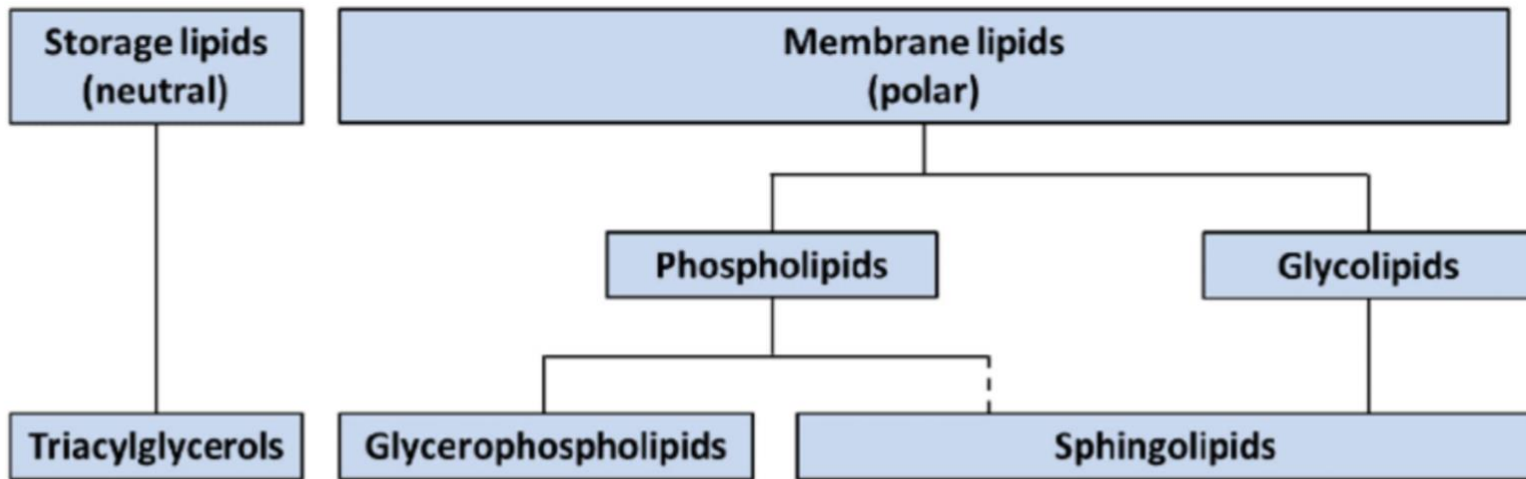 Storage lipids
(neutral)
Membrane lipids
(polar)
Phospholipids
Glycolipids
Triacylglycerols
Glycerophospholipids
Sphingolipids